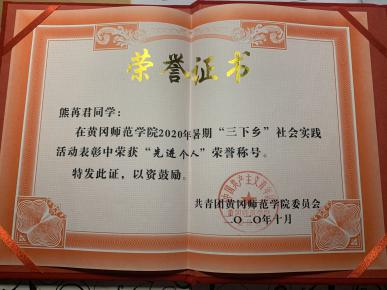 荣誉证书
熊苒君同学：
在黄冈师范学院2020年暑期“三下乡”社会实践
活动表彰中荣获“先进个人”荣誉称号。
特发此证，以资鼓励。
共青团黄冈师范学院委员会
二〇二〇年十月